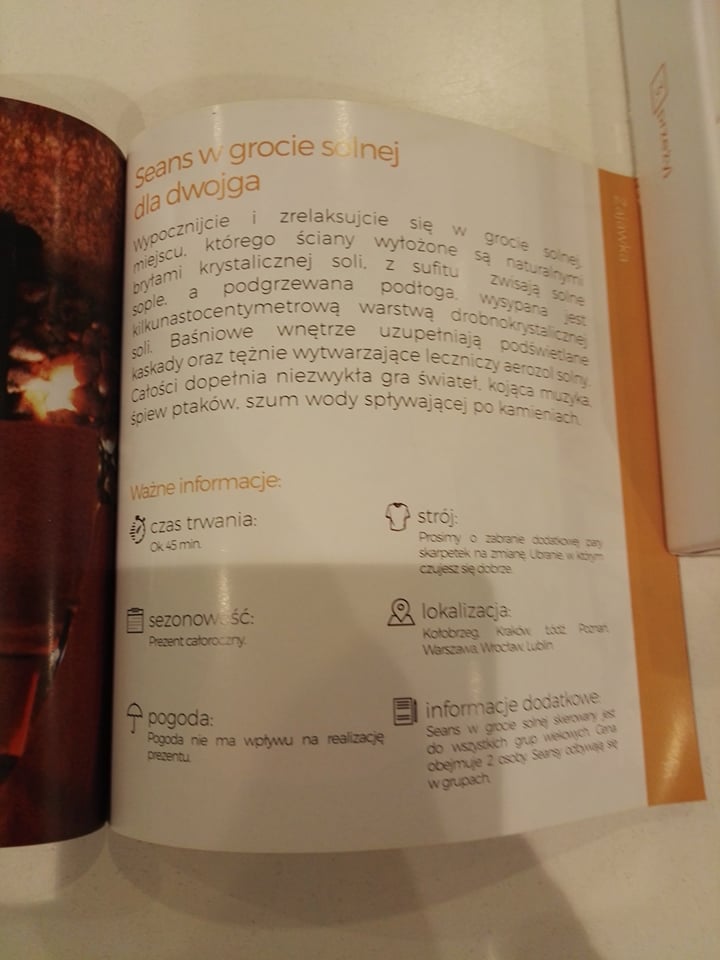 Seans w grocie solnej
dla dwojga
Wypocznijcie i zrelaksujcie się w grocie solnej,
miejscu, którego ściany wyłożone są naturalnymi
bryłami krystalicznej soli, z sufitu zwisają solne
sople, a podgrzewana podłoga, wysypana jest
kilkunastocentymetrową warstwą drobnokrystalicznej
soli. Baśniowe wnętrze uzupełniają podświetlane
kaskady oraz tężnie wytwarzające leczniczy aerozol solny.
Całości dopełnia niezwykła gra świateł, kojąca muzyka,
śpiew ptaków, szum wody spływającej po kamieniach.
Ważne informacje:
czas trwania:
Ok. 45 min.
sezonowość:
Prezent całoroczny.
pogoda:
Pogoda nie ma wpływu na realizację
prezentu.
strój:
Prosimy o zabranie dodatkowej pary
skarpetek na zmianę. Ubranie, w którym
czujesz się dobrze.
lokalizacja:
Kołobrzeg, Kraków, Łódź, Poznań,
Warszawa, Wrocław, Lublin
informacje dodatkowe:
Seans w grocie solnej skierowany jest
do wszystkich grup wiekowych. Cena
obejmuje 2 osoby. Seansy odbywają się
w grupach.
Zajawka